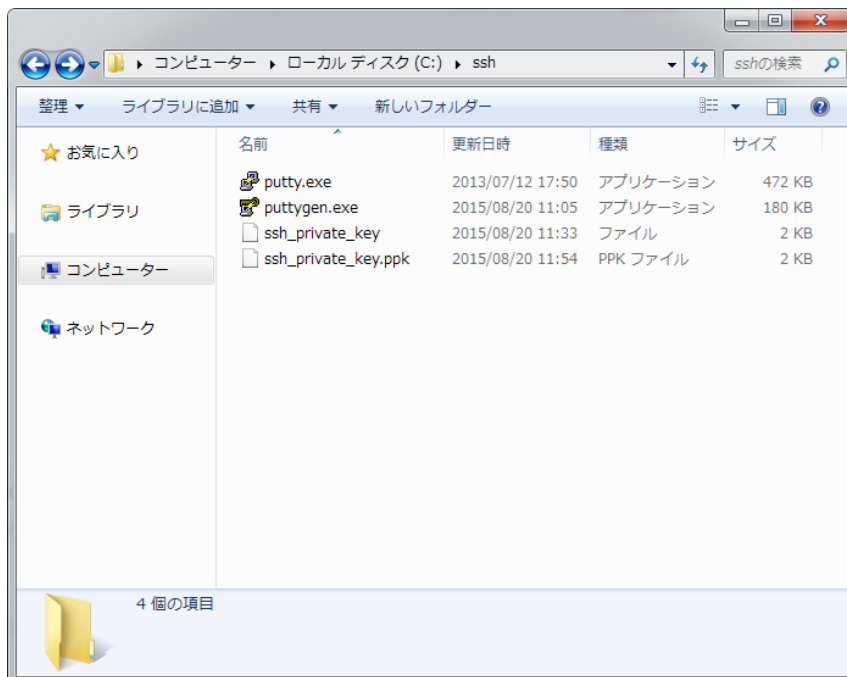 コンピューター ▸ ローカル ディスク (C:) ▸ ssh
sshの検索
整理 ライブラリに追加 共有 新しいフォルダー
お気に入り
ライブラリ
コンピューター
ネットワーク
名前 更新日時 種類 サイズ
putty.exe 2013/07/12 17:50 アプリケーション 472 KB
puttygen.exe 2015/08/20 11:05 アプリケーション 180 KB
ssh_private_key 2015/08/20 11:33 ファイル 2 KB
ssh_private_key.ppk 2015/08/20 11:54 PPK ファイル 2 KB
4 個の項目